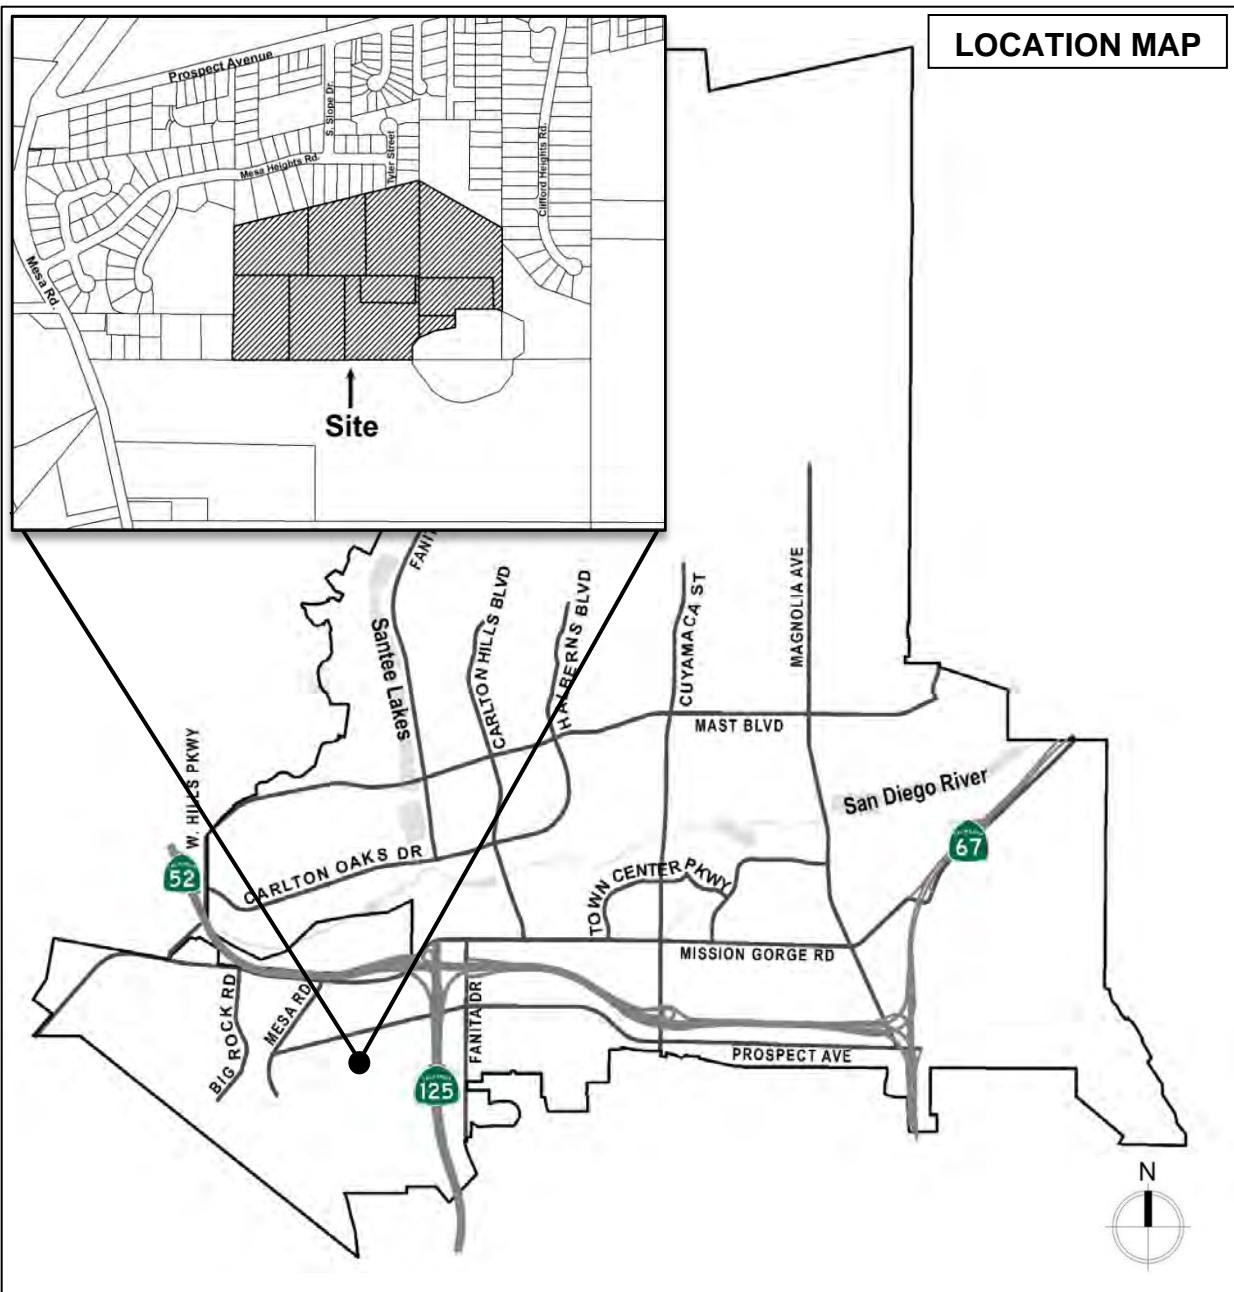 LOCATION MAP
Prospect Avenue
S. Slope Dr.
Mesa Heights Rd.
Tyler Street
Clifford Heights Rd.
Mesa Rd.
Site
FANI
Santee Lakes
CARLTON HILLS BLVD
HALBERNS BLVD
CUYAMACA ST
MAGNOLIA AVE
MAST BLVD
W. HILLS PKWY
San Diego River
67
52
CARLTON OAKS DR
TOWN CENTER PKWY
MISSION GORGE RD
BIG ROCK RD
MESA RD
FANITA DR
PROSPECT AVE
125
N